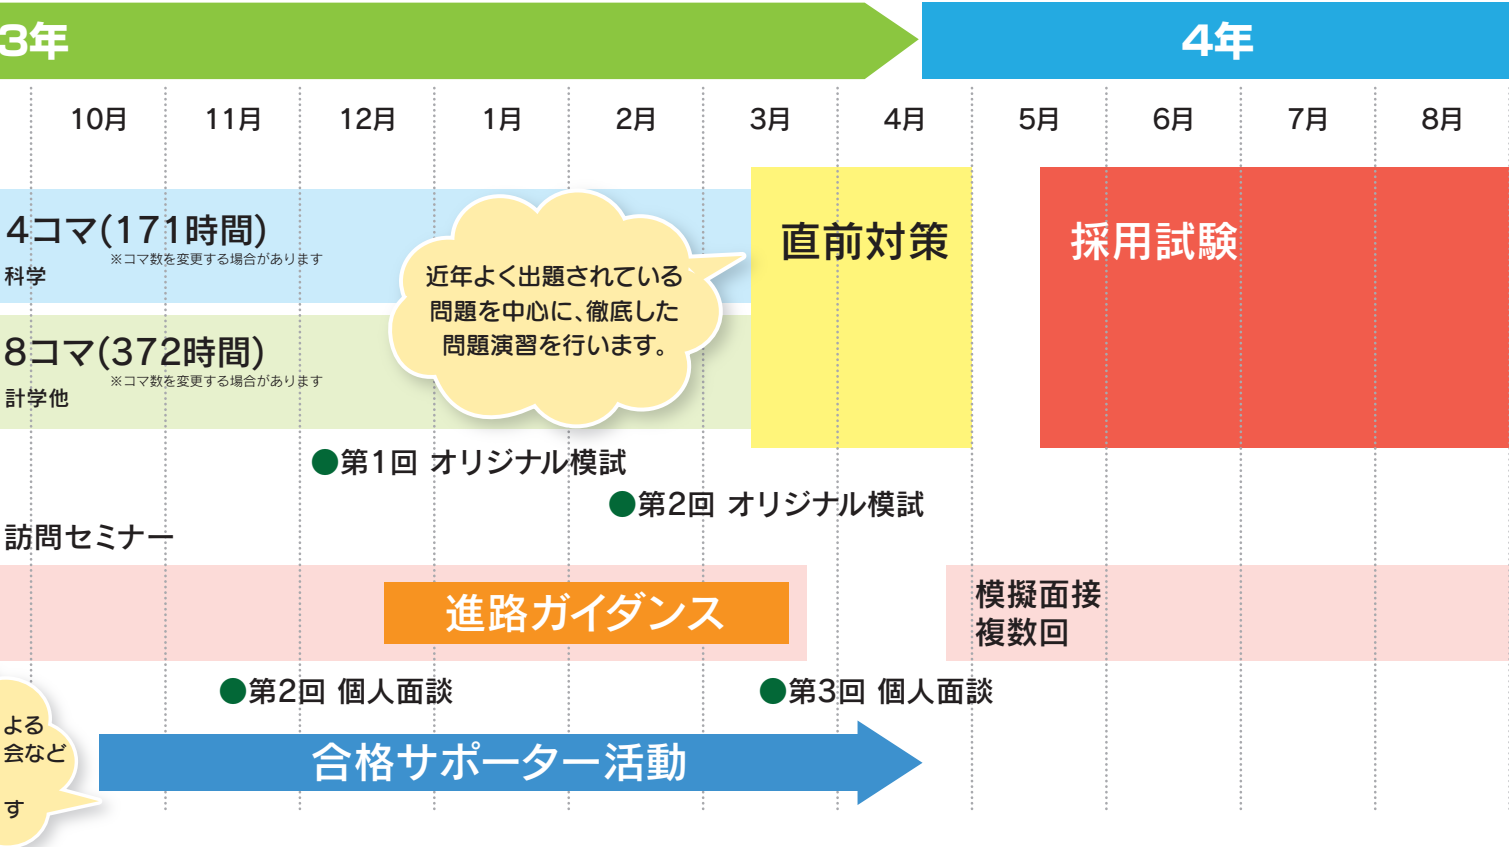 3年
4年
10月
11月
12月
1月
2月
3月
4月
5月
6月
7月
8月
4コマ(171時間)
※コマ数を変更する場合があります
科学
8コマ(372時間)
※コマ数を変更する場合があります
計学他
近年よく出題されている
問題を中心に、徹底した
問題演習を行います。
直前対策
採用試験
●第1回 オリジナル模試
●第2回 オリジナル模試
訪問セミナー
進路ガイダンス
模擬面接
複数回
●第2回 個人面談
●第3回 個人面談
よる
会など
す
合格サポーター活動